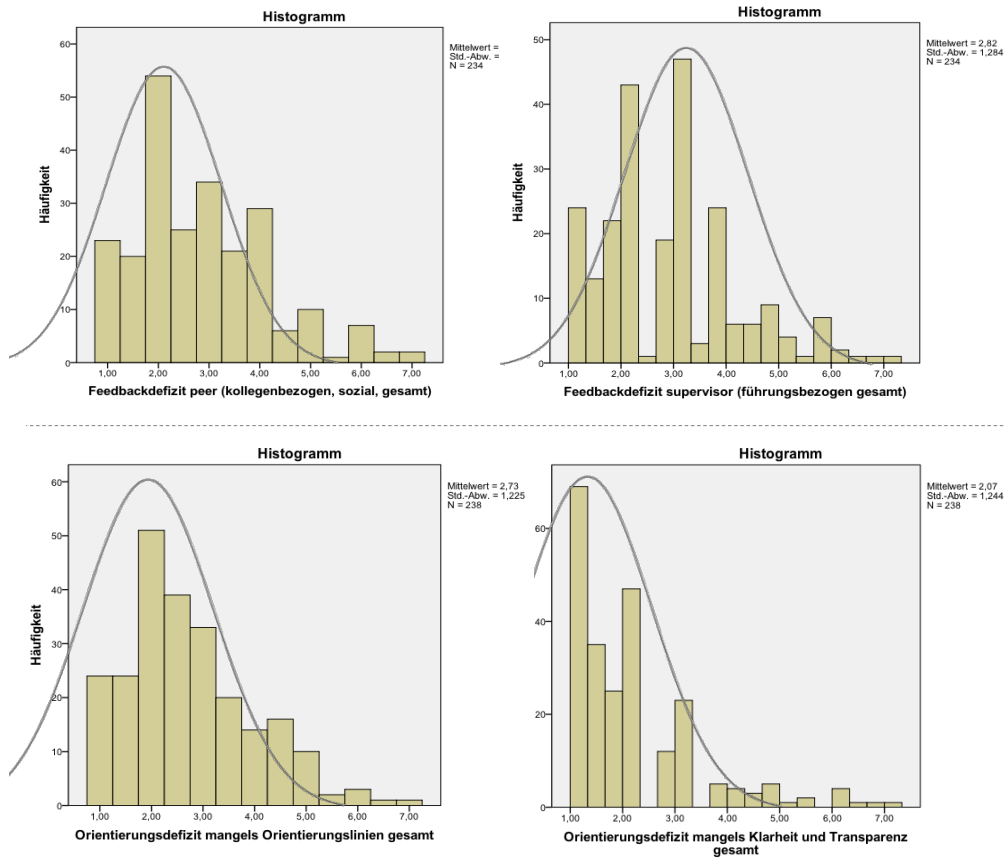 Histogramm
Mittelwert =
Std.-Abw. =
N = 234
Häufigkeit
60
50
40
30
20
10
0
1,00 2,00 3,00 4,00 5,00 6,00 7,00
Feedbackdefizit peer (kollegenbezogen, sozial, gesamt)
Histogramm
Mittelwert = 2,82
Std.-Abw. = 1,284
N = 234
Häufigkeit
50
40
30
20
10
0
1,00 2,00 3,00 4,00 5,00 6,00 7,00
Feedbackdefizit supervisor (führungsbezogen gesamt)
Histogramm
Mittelwert = 2,73
Std.-Abw. = 1,225
N = 238
Häufigkeit
60
50
40
30
20
10
0
1,00 2,00 3,00 4,00 5,00 6,00 7,00
Orientierungsdefizit mangels Orientierungslinien gesamt
Histogramm
Mittelwert = 2,07
Std.-Abw. = 1,244
N = 238
60
40
20
0
1,00 2,00 3,00 4,00 5,00 6,00 7,00
Orientierungsdefizit mangels Klarheit und Transparenz
gesamt